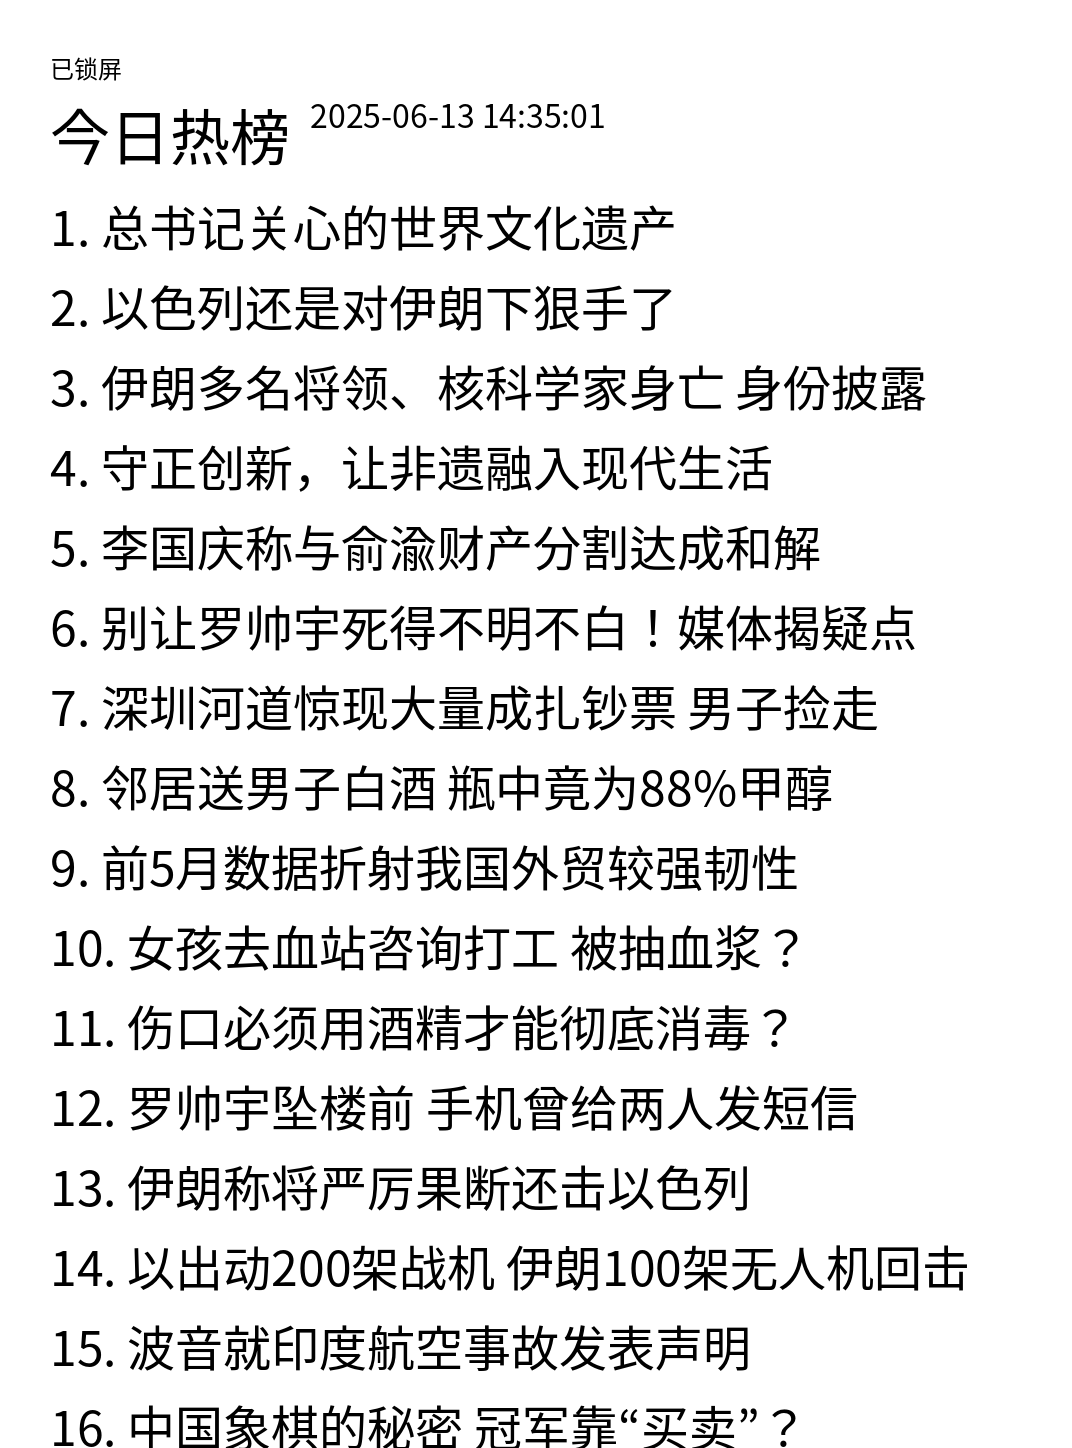 已锁屏
今日热榜 2025-06-13 14:35:01
1. 总书记关心的世界文化遗产
2. 以色列还是对伊朗下狠手了
3. 伊朗多名将领、核科学家身亡 身份披露
4. 守正创新，让非遗融入现代生活
5. 李国庆称与俞渝财产分割达成和解
6. 别让罗帅宇死得不明不白！媒体揭疑点
7. 深圳河道惊现大量成扎钞票 男子捡走
8. 邻居送男子白酒 瓶中竟为88%甲醇
9. 前5月数据折射我国外贸较强韧性
10. 女孩去血站咨询打工 被抽血浆？
11. 伤口必须用酒精才能彻底消毒？
12. 罗帅宇坠楼前 手机曾给两人发短信
13. 伊朗称将严厉果断还击以色列
14. 以出动200架战机 伊朗100架无人机回击
15. 波音就印度航空事故发表声明
16. 中国象棋的秘密 冠军靠“买卖”？